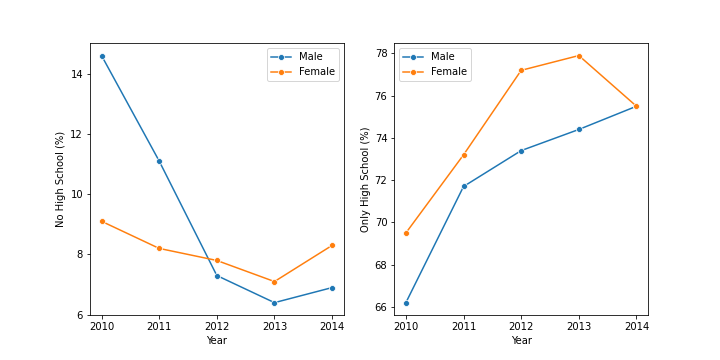 No High School (%)
14
12
10
8
6
Male
Female
2010 2011 2012 2013 2014
Year
Only High School (%)
78
76
74
72
70
68
66
Male
Female
2010 2011 2012 2013 2014
Year